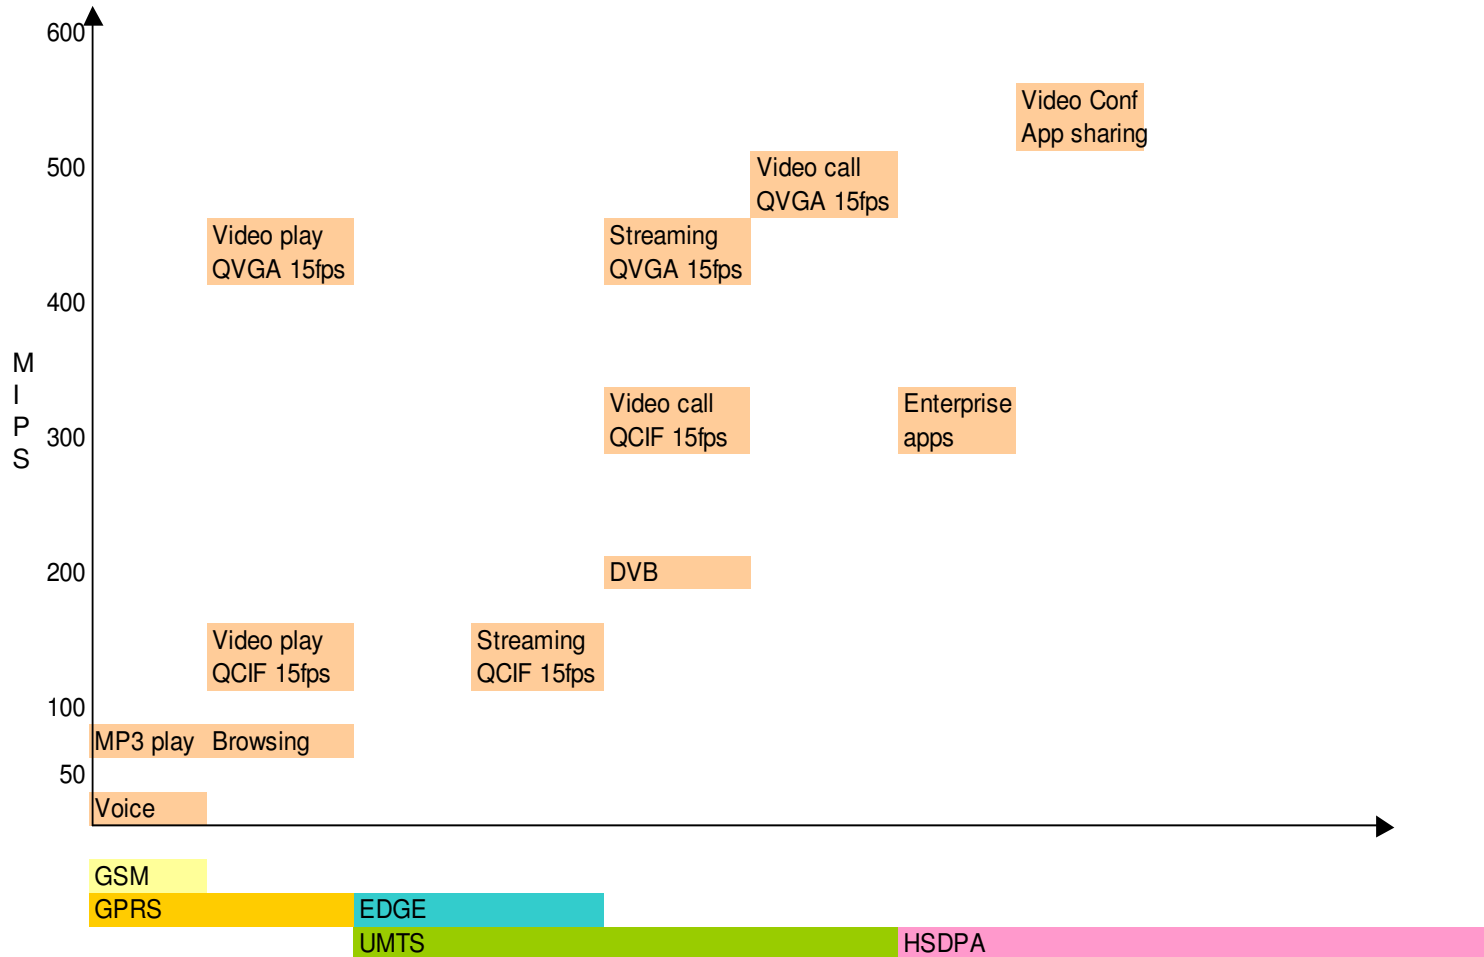 600
Video Conf
App sharing
500
Video call
QVGA 15fps
Video play
QVGA 15fps
Streaming
QVGA 15fps
400
M
I
P
S
Video call
QCIF 15fps
Enterprise
apps
300
200
DVB
Video play
QCIF 15fps
Streaming
QCIF 15fps
100
MP3 play Browsing
50
Voice
GSM
GPRS EDGE
UMTS HSDPA